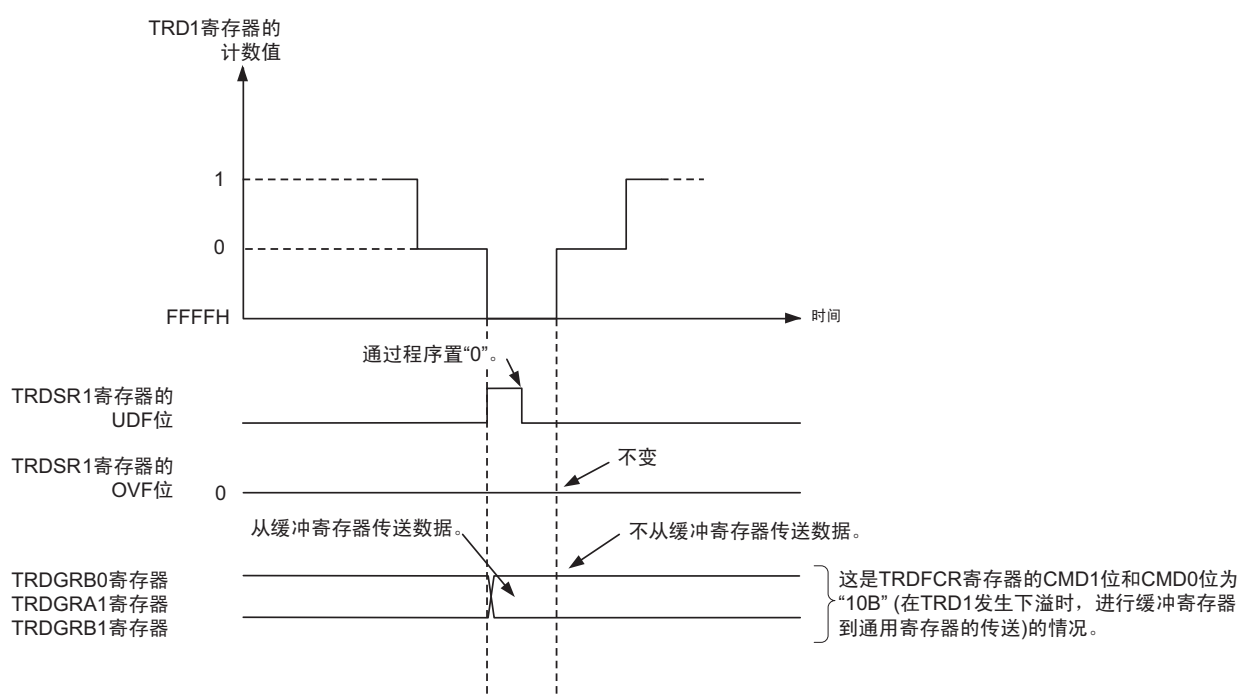 TRD1寄存器的
计数值
1
0
FFFFH
时间
通过程序置“0”。
TRDSR1寄存器的
UDF位
TRDSR1寄存器的
OVF位
0
不变
从缓冲寄存器传送数据。
不从缓冲寄存器传送数据。
TRDGRB0寄存器
TRDGRA1寄存器
TRDGRB1寄存器
这是TRDFCR寄存器的CMD1位和CMD0位为
“10B” (在TRD1发生下溢时，进行缓冲寄存器
到通用寄存器的传送)的情况。